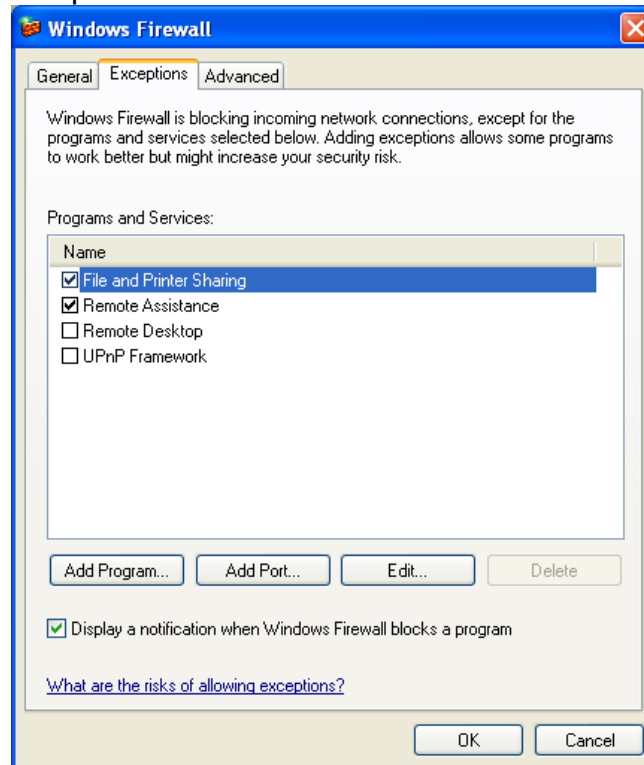 Windows Firewall
General Exceptions Advanced
Windows Firewall is blocking incoming network connections, except for the
programs and services selected below. Adding exceptions allows some programs
to work better but might increase your security risk.
Programs and Services:
Name
File and Printer Sharing
Remote Assistance
Remote Desktop
UPnP Framework
Add Program... Add Port... Edit... Delete
Display a notification when Windows Firewall blocks a program
What are the risks of allowing exceptions?
OK Cancel